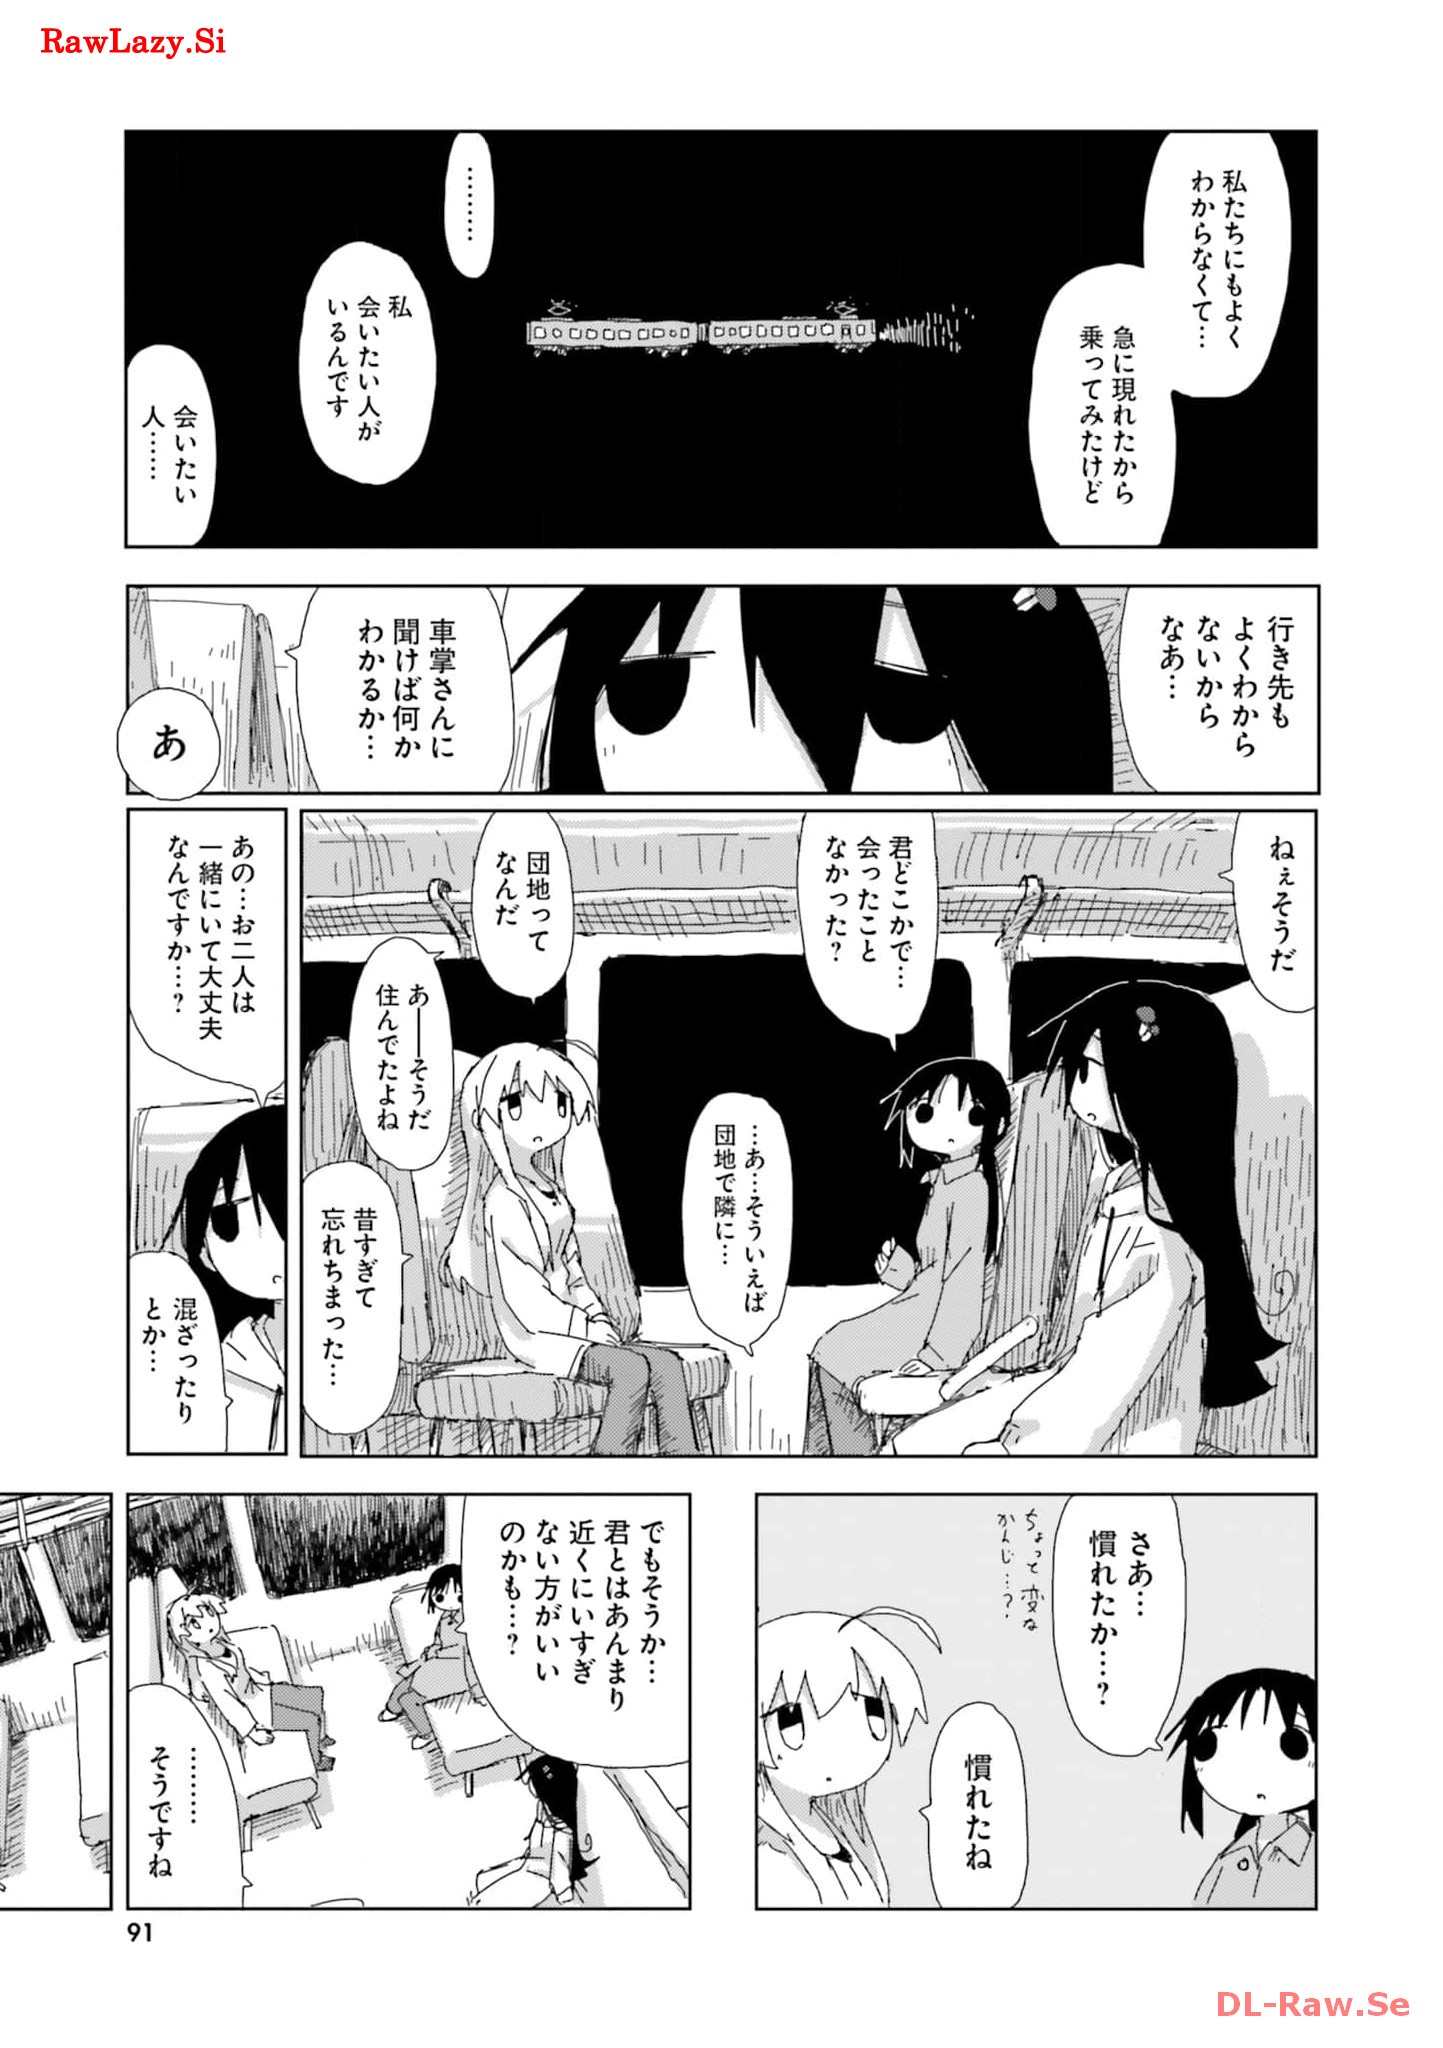 RawLazy.Si
私たちにもよく
わからなくて…
急に現れたから
乗ってみたけど
………
私
会いたい人が
いるんです
会いたい
人……
行き先も
よくわから
ないから
なあ…
車掌さんに
聞けば何か
わかるか…
あ
ねぇそうだ
君どこかで…
会ったこと
なかった?
…あ…そういえば
団地で隣に…
団地って
なんだ
あーそうだ
住んでたよね
昔すぎて
忘れちまった…
あの…お二人は
一緒にいて大丈夫
なんですか…?
混ざったり
とか…
さあ…
慣れたか…?
ちょっと変な
かんじ…?
慣れたね
でもそうか…
君とはあんまり
近くにいすぎ
ない方がいい
のかも…?
………
そうですね
91
DL-Raw.Se